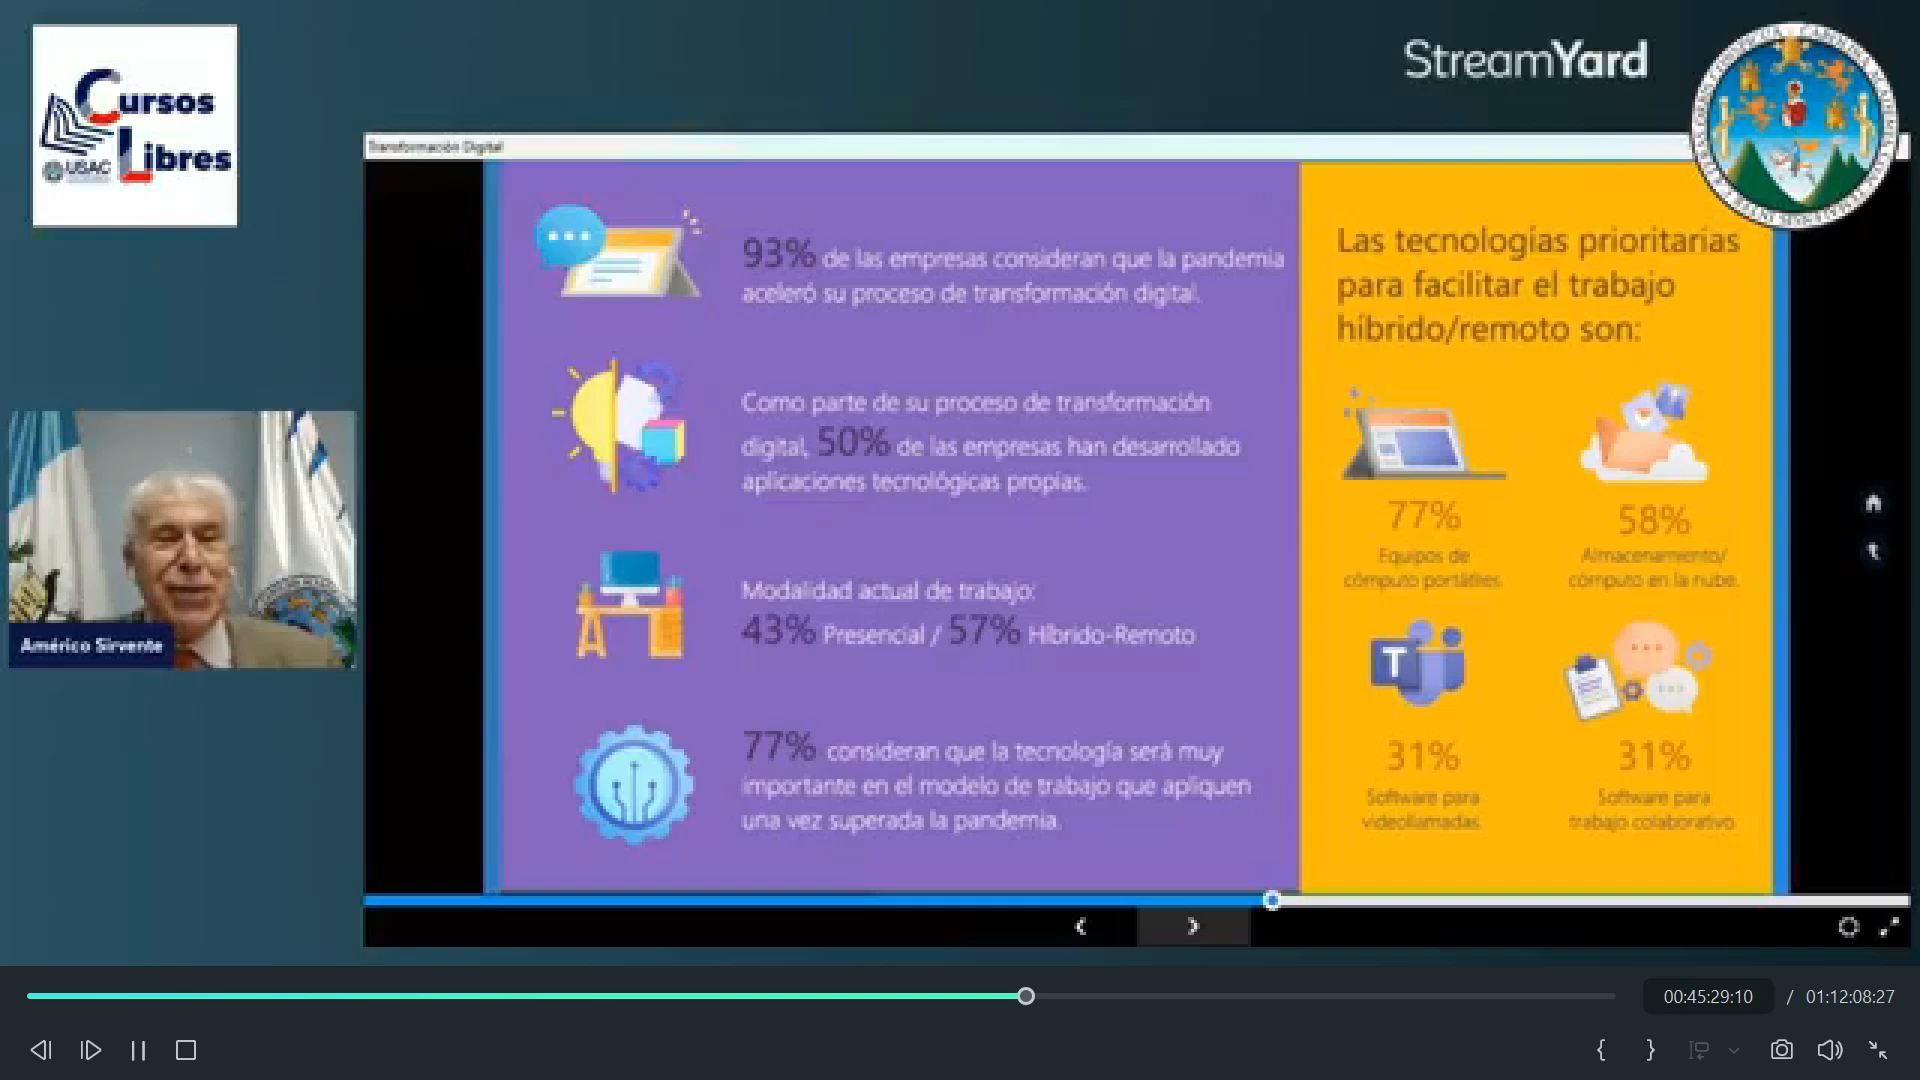 Cursos
Libres
USAC
StreamYard
Transformación Digital
93% de las empresas consideran que la pandemia
aceleró su proceso de transformación digital.
Como parte de su proceso de transformación
digital, 50% de las empresas han desarrollado
aplicaciones tecnológicas propias.
Modalidad actual de trabajo:
43% Presencial / 57% Híbrido-Remoto
77% consideran que la tecnología será muy
importante en el modelo de trabajo que apliquen
una vez superada la pandemia.
Las tecnologías prioritarias
para facilitar el trabajo
híbrido/remoto son:
77%
Equipos de
cómputo portátiles.
58%
Almacenamiento/
cómputo en la nube.
T
31%
Software para
videollamadas.
31%
Software para
trabajo colaborativo.
Américo Sirvente
00:45:29:10 / 01:12:08:27